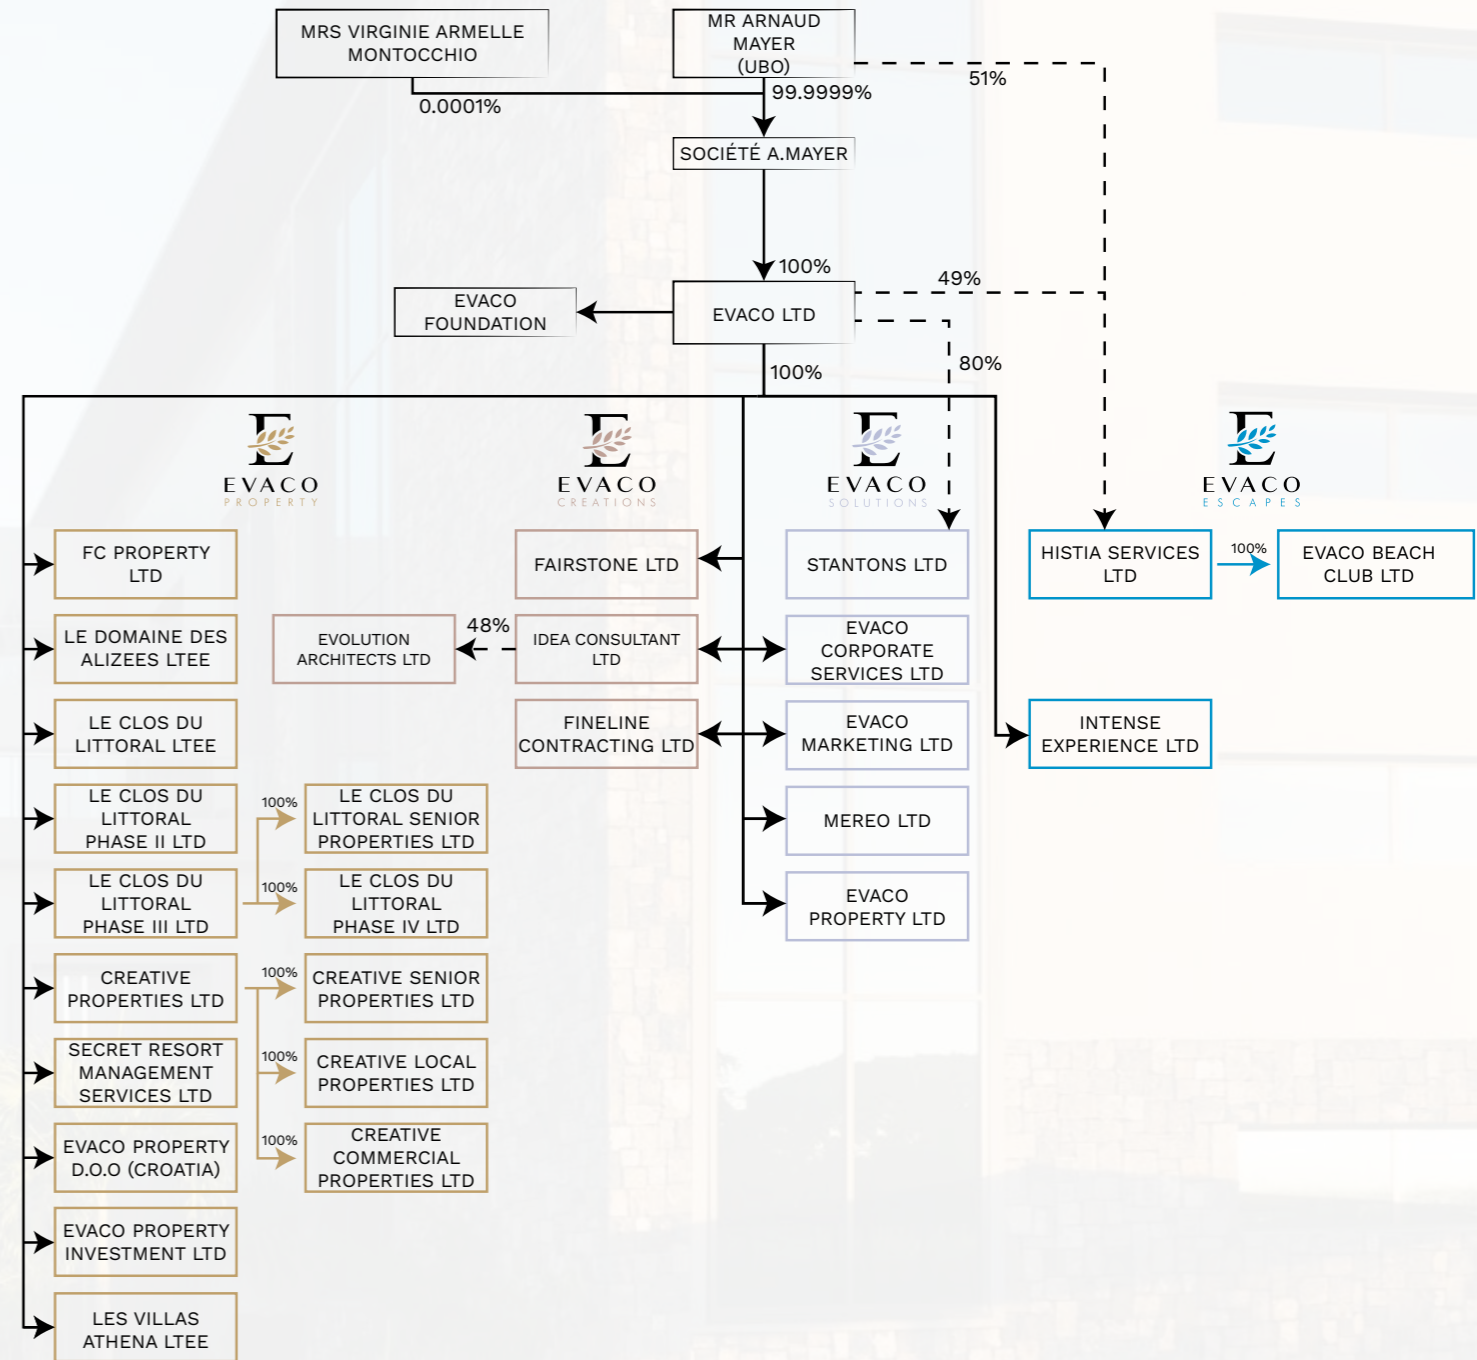 MRS VIRGINIE ARMELLE
MONTOCCHIO
MR ARNAUD
MAYER
(UBO)
51%
0.0001%
99.9999%
SOCIÉTÉ A.MAYER
100%
49%
EVACO
FOUNDATION
EVACO LTD
80%
100%
E
EVACO
PROPERTY
E
EVACO
CREATIONS
E
EVACO
SOLUTIONS
E
EVACO
ESCAPES
FC PROPERTY
LTD
FAIRSTONE LTD
STANTONS LTD
HISTIA SERVICES
LTD
100%
EVACO BEACH
CLUB LTD
LE DOMAINE DES
ALIZEES LTEE
EVOLUTION
ARCHITECTS LTD
48%
IDEA CONSULTANT
LTD
EVACO
CORPORATE
SERVICES LTD
LE CLOS DU
LITTORAL LTEE
FINELINE
CONTRACTING LTD
EVACO
MARKETING LTD
INTENSE
EXPERIENCE LTD
LE CLOS DU
LITTORAL
PHASE II LTD
100%
LE CLOS DU
LITTORAL SENIOR
PROPERTIES LTD
MEREO LTD
LE CLOS DU
LITTORAL
PHASE III LTD
100%
LE CLOS DU
LITTORAL
PHASE IV LTD
EVACO
PROPERTY LTD
CREATIVE
PROPERTIES LTD
100%
CREATIVE SENIOR
PROPERTIES LTD
SECRET RESORT
MANAGEMENT
SERVICES LTD
100%
CREATIVE LOCAL
PROPERTIES LTD
EVACO PROPERTY
D.O.O (CROATIA)
100%
CREATIVE
COMMERCIAL
PROPERTIES LTD
EVACO PROPERTY
INVESTMENT LTD
LES VILLAS
ATHENA LTEE